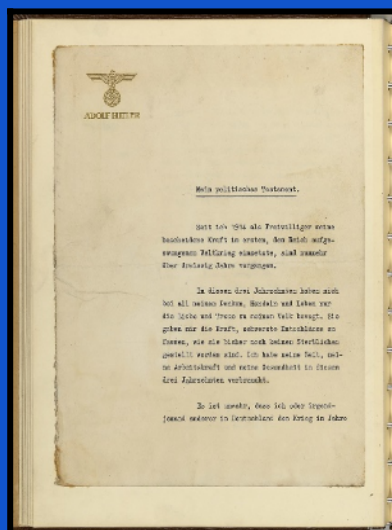 ADOLF HITLER
Mein politisches Testament.
Seit ich 1914 als Freiwilliger meine
bescheidene Kraft im ersten, dem Reich aufge-
zwungenen Weltkrieg einsetzte, sind nunmehr
über dreissig Jahre vergangen.
In diesen drei Jahrzehnten haben mich
bei all meinem Denken, Handeln und Leben nur
die Liebe und Treue zu meinem Volk bewegt. Sie
gaben mir die Kraft, schwerste Entschlüsse zu
fassen, wie sie bisher noch keinem Sterblichen
gestellt worden sind. Ich habe meine Zeit, mei-
ne Arbeitskraft und meine Gesundheit in diesen
drei Jahrzehnten verbraucht.
Es ist unwahr, dass ich oder irgend-
jemand anderer in Deutschland den Krieg im Jahre